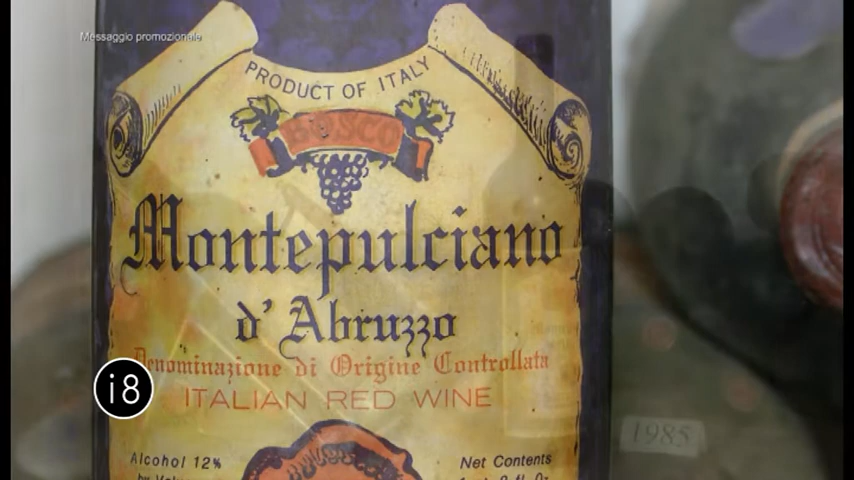 Messaggio promozionale
PRODUCT OF ITALY
BOSCO
Montepulciano
d'Abruzzo
Denominazione di Origine Controllata
ITALIAN RED WINE
i8
1985
Alcohol 12%
Net Contents